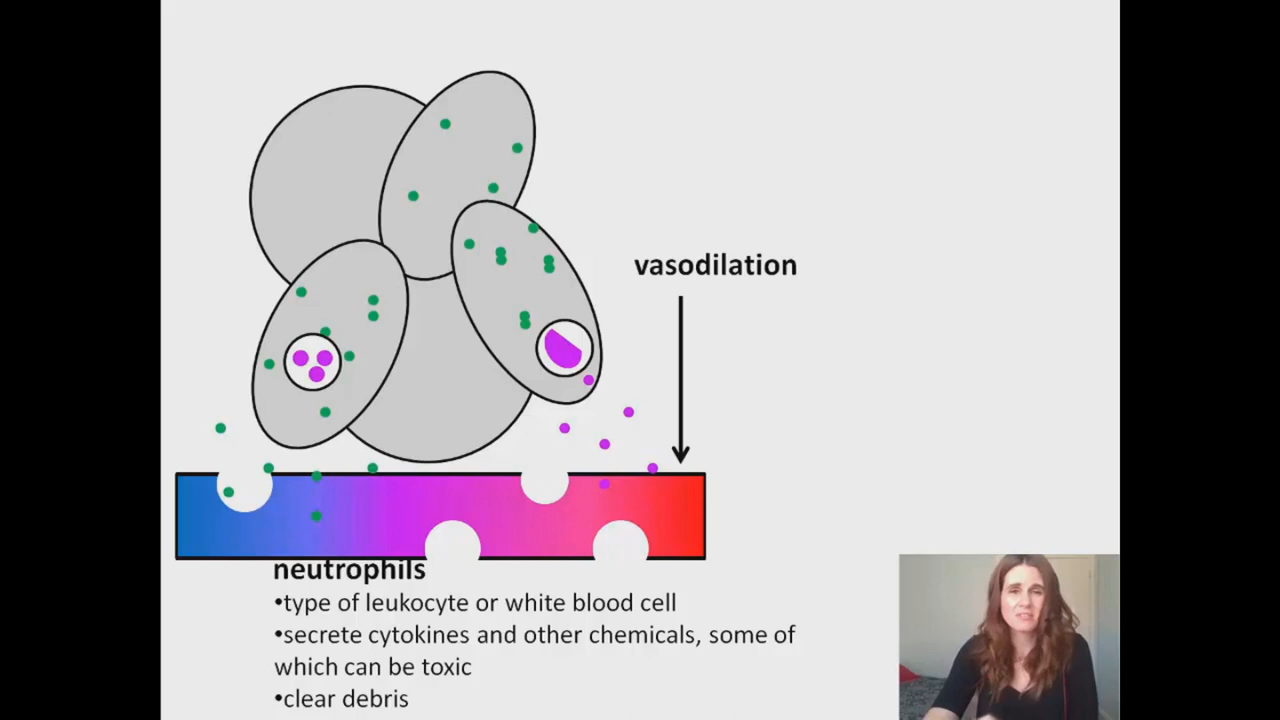 vasodilation
neutrophils
•type of leukocyte or white blood cell
•secrete cytokines and other chemicals, some of
which can be toxic
•clear debris